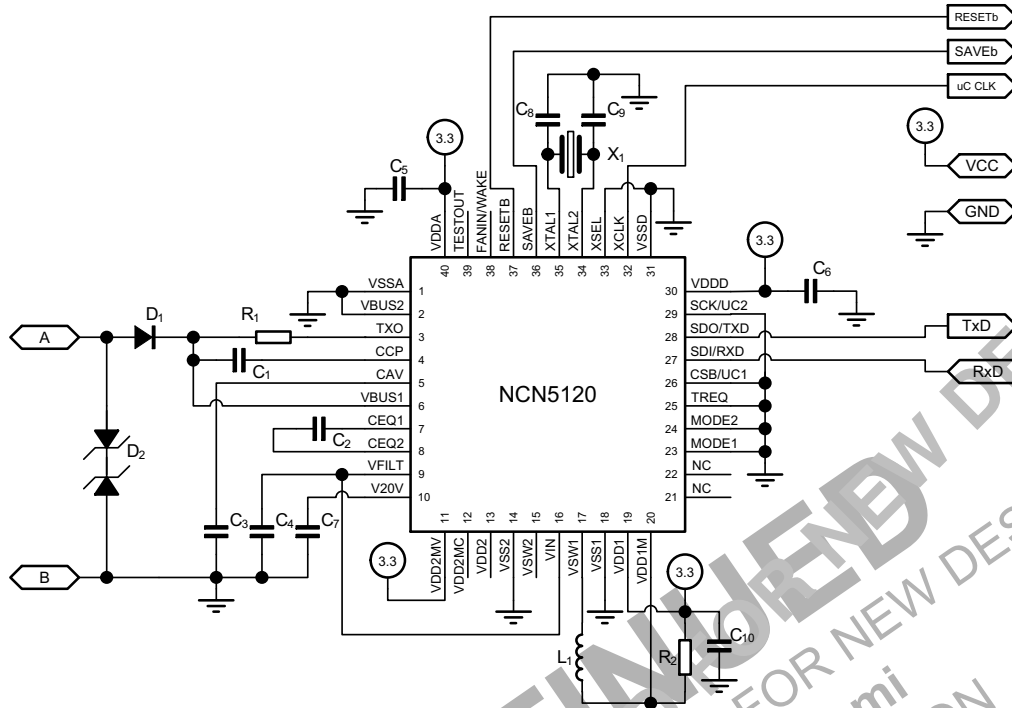 RESETb
SAVEb
uC CLK
3.3
VCC
GND
C8
C9
X1
3.3
C5
VDDA
TESTOUT
FANIN/WAKE
RESETB
SAVEB
XTAL1
XTAL2
XSEL
XCLK
VSSD
40
39
38
37
36
35
34
33
32
31
3.3
C6
A
B
D1
D2
R1
C1
C2
C3
C4
C7
VSSA 1
VBUS2 2
TXO 3
CCP 4
CAV 5
VBUS1 6
CEQ1 7
CEQ2 8
VFILT 9
V20V 10
NCN5120
30 VDDD
29 SCK/UC2
28 SDO/TXD
27 SDI/RXD
26 CSB/UC1
25 TREQ
24 MODE2
23 MODE1
22 NC
21 NC
TxD
RxD
11
12
13
14
15
16
17
18
19
20
VDD2MV
VDD2MC
VDD2
VSS2
VSW2
VIN
VSW1
VSS1
VDD1
VDD1M
3.3
3.3
L1
R2
C10
FOR NEW DES